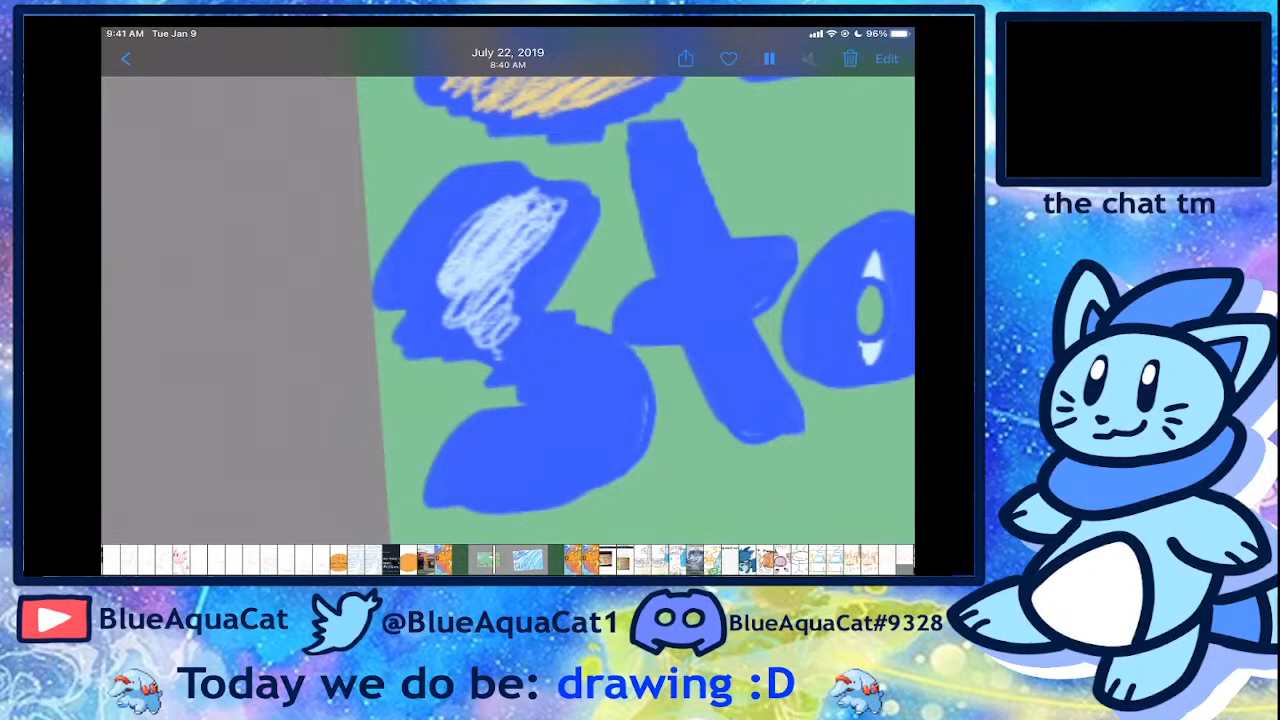 9:41 AM Tue Jan 9
96%
July 22, 2019
8:40 AM
Edit
sto
the chat tm
BlueAquaCat
@BlueAquaCat1
BlueAquaCat#9328
Today we do be: drawing :D